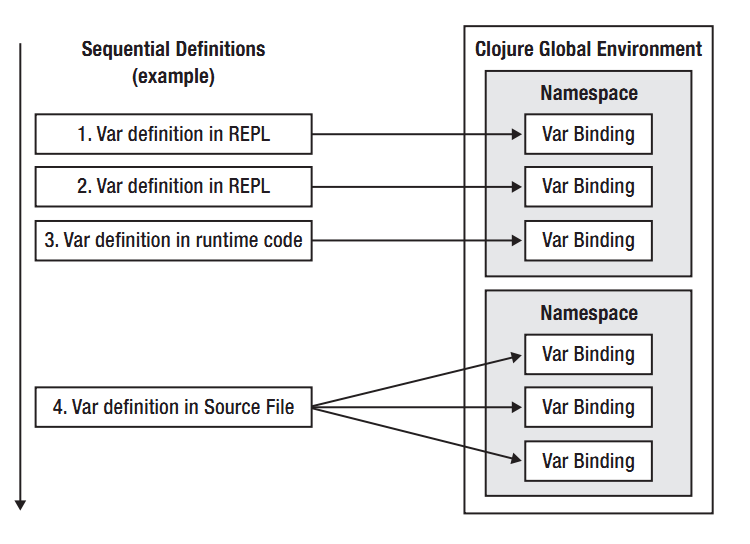 Sequential Definitions
(example)
1. Var definition in REPL
2. Var definition in REPL
3. Var definition in runtime code
4. Var definition in Source File
Clojure Global Environment
Namespace
Var Binding
Var Binding
Var Binding
Namespace
Var Binding
Var Binding
Var Binding